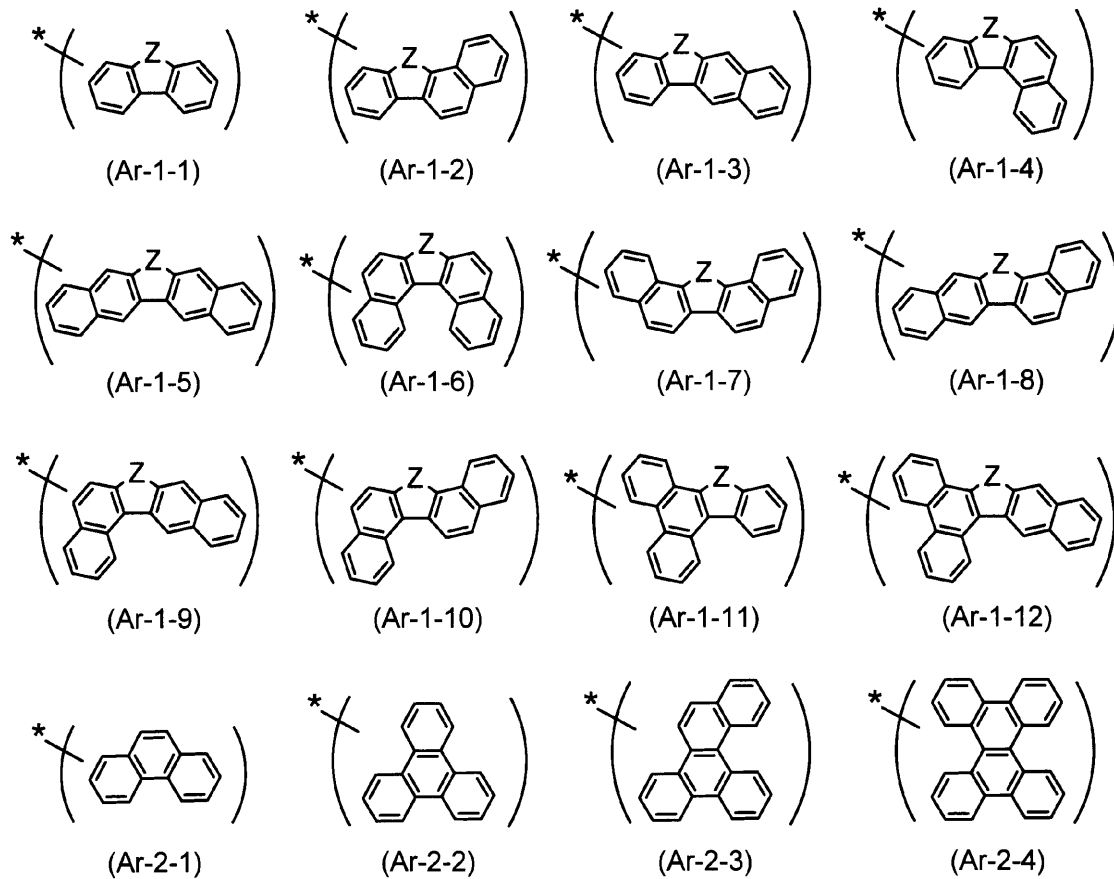 * Z * Z * Z * Z
(Ar-1-1) (Ar-1-2) (Ar-1-3) (Ar-1-4)
* Z * Z * Z * Z
(Ar-1-5) (Ar-1-6) (Ar-1-7) (Ar-1-8)
* Z * Z * Z * Z
(Ar-1-9) (Ar-1-10) (Ar-1-11) (Ar-1-12)
* * * *
(Ar-2-1) (Ar-2-2) (Ar-2-3) (Ar-2-4)